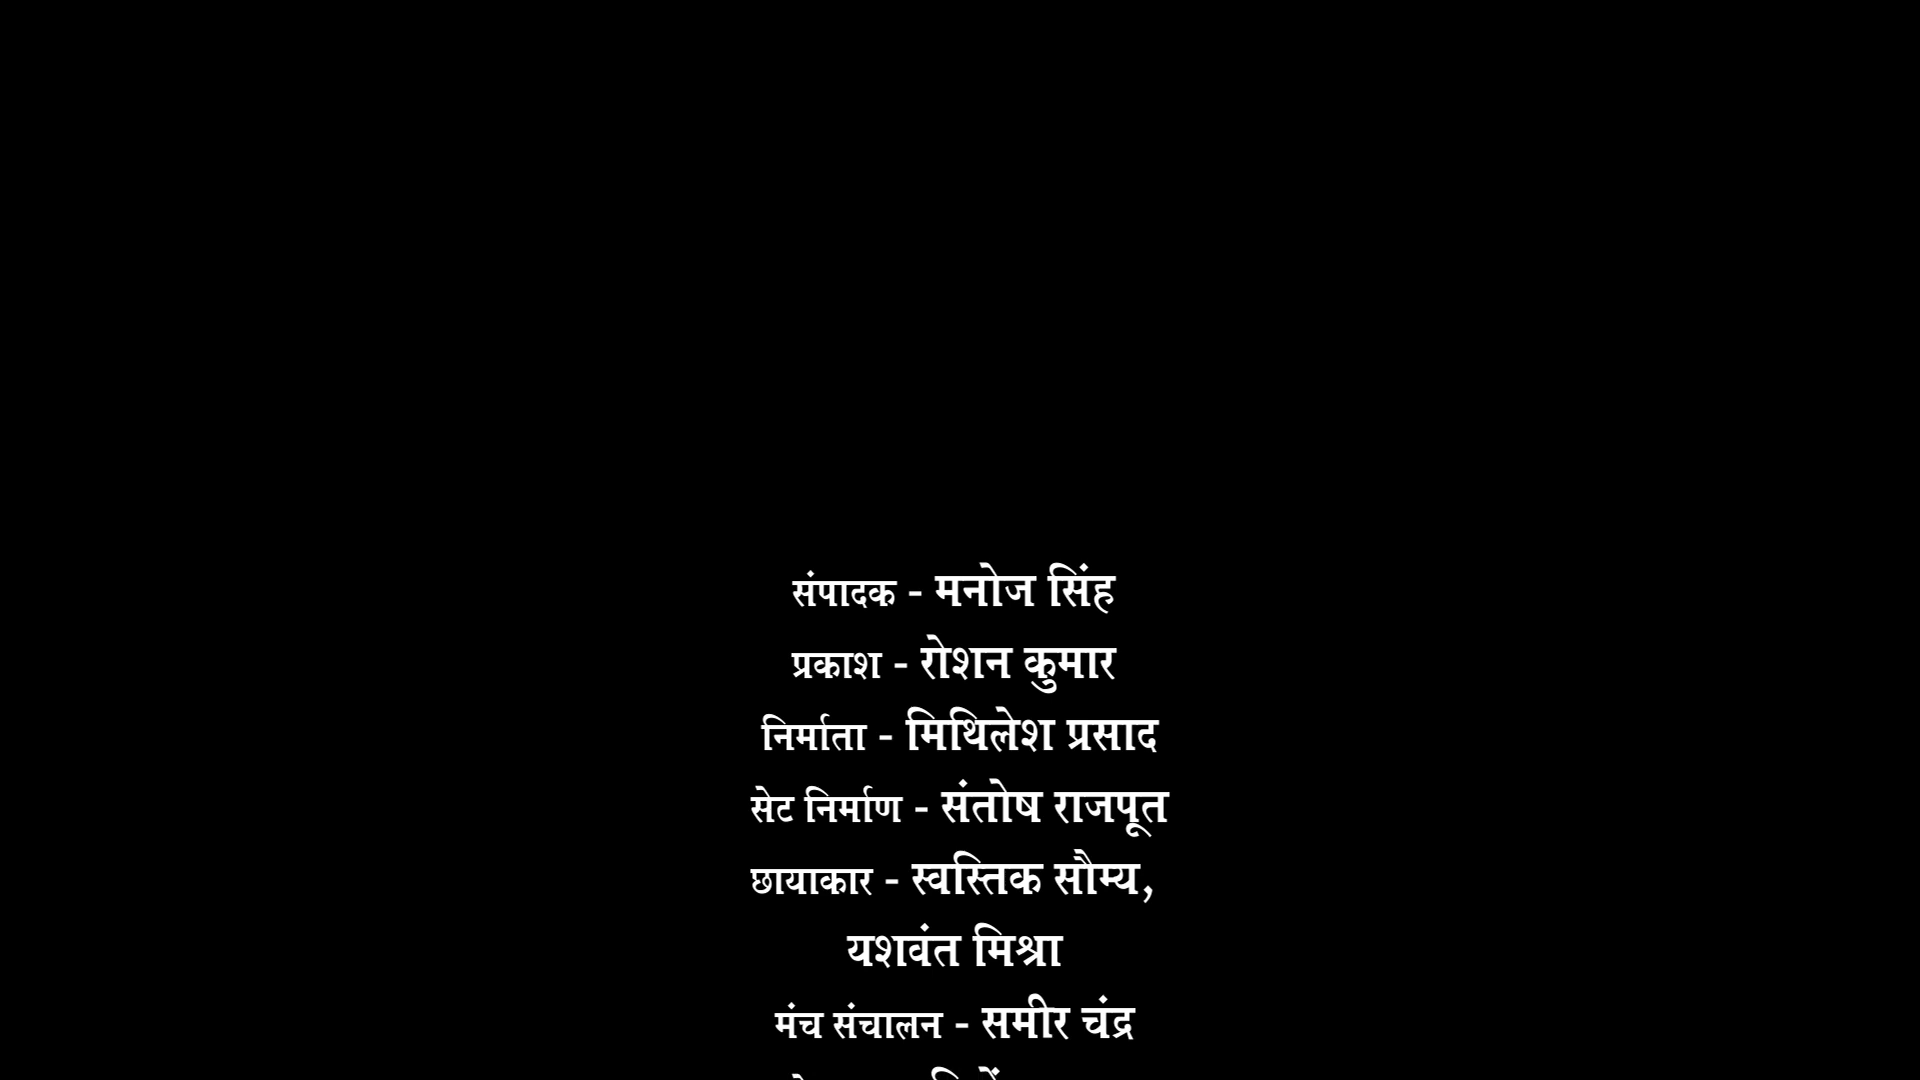 संपादक - मनोज सिंह
प्रकाश - रोशन कुमार
निर्माता - मिथिलेश प्रसाद
सेट निर्माण - संतोष राजपूत
छायाकार - स्वस्तिक सौम्य,
यशवंत मिश्रा
मंच संचालन - समीर चंद्र